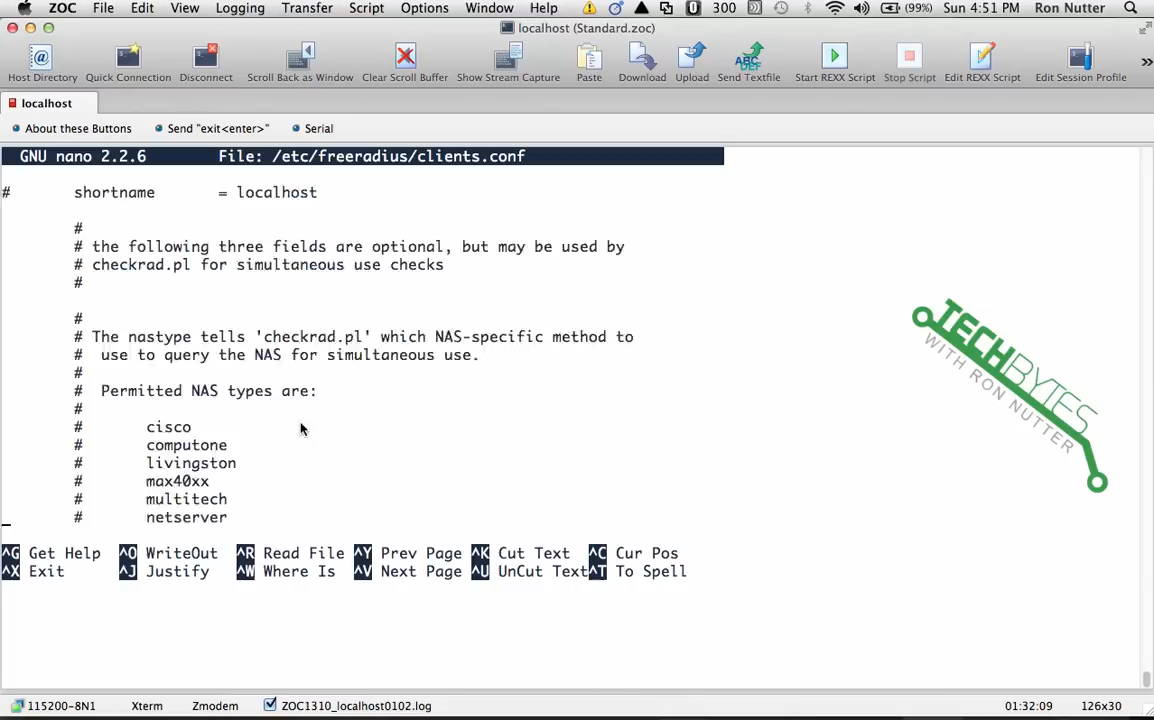 ZOC File Edit View Logging Transfer Script Options Window Help 300 (99%) Sun 4:51 PM Ron Nutter
localhost (Standard.zoc)
Host Directory Quick Connection Disconnect Scroll Back as Window Clear Scroll Buffer Show Stream Capture Paste Download Upload Send Textfile Start REXX Script Stop Script Edit REXX Script Edit Session Profile
localhost
About these Buttons Send "exit<enter>" Serial
GNU nano 2.2.6 File: /etc/freeradius/clients.conf
# shortname = localhost
#
# the following three fields are optional, but may be used by
# checkrad.pl for simultaneous use checks
#
#
# The nastype tells 'checkrad.pl' which NAS-specific method to
# use to query the NAS for simultaneous use.
#
# Permitted NAS types are:
#
# cisco
# computone
# livingston
# max40xx
# multitech
# netserver
^G Get Help ^O WriteOut ^R Read File ^Y Prev Page ^K Cut Text ^C Cur Pos
^X Exit ^J Justify ^W Where Is ^V Next Page ^U UnCut Text ^T To Spell
TECHBYTES
WITH RON NUTTER
115200-8N1 Xterm Zmodem ZOC1310_localhost0102.log 01:32:09 126x30